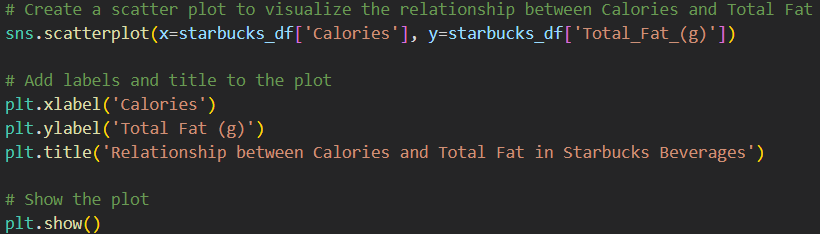 # Create a scatter plot to visualize the relationship between Calories and Total Fat
sns.scatterplot(x=starbucks_df['Calories'], y=starbucks_df['Total_Fat_(g)'])
# Add labels and title to the plot
plt.xlabel('Calories')
plt.ylabel('Total Fat (g)')
plt.title('Relationship between Calories and Total Fat in Starbucks Beverages')
# Show the plot
plt.show()